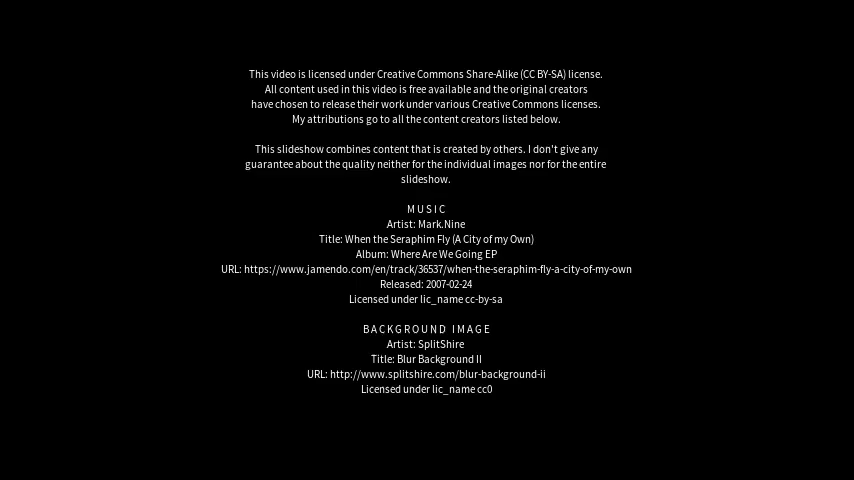 This video is licensed under Creative Commons Share-Alike (CC BY-SA) license.
All content used in this video is free available and the original creators
have chosen to release their work under various Creative Commons licenses.
My attributions go to all the content creators listed below.
This slideshow combines content that is created by others. I don't give any
guarantee about the quality neither for the individual images nor for the entire
slideshow.
MUSIC
Artist: Mark.Nine
Title: When the Seraphim Fly (A City of my Own)
Album: Where Are We Going EP
URL: https://www.jamendo.com/en/track/36537/when-the-seraphim-fly-a-city-of-my-own
Released: 2007-02-24
Licensed under lic_name cc-by-sa
BACKGROUND IMAGE
Artist: SplitShire
Title: Blur Background II
URL: http://www.splitshire.com/blur-background-ii
Licensed under lic_name cc0